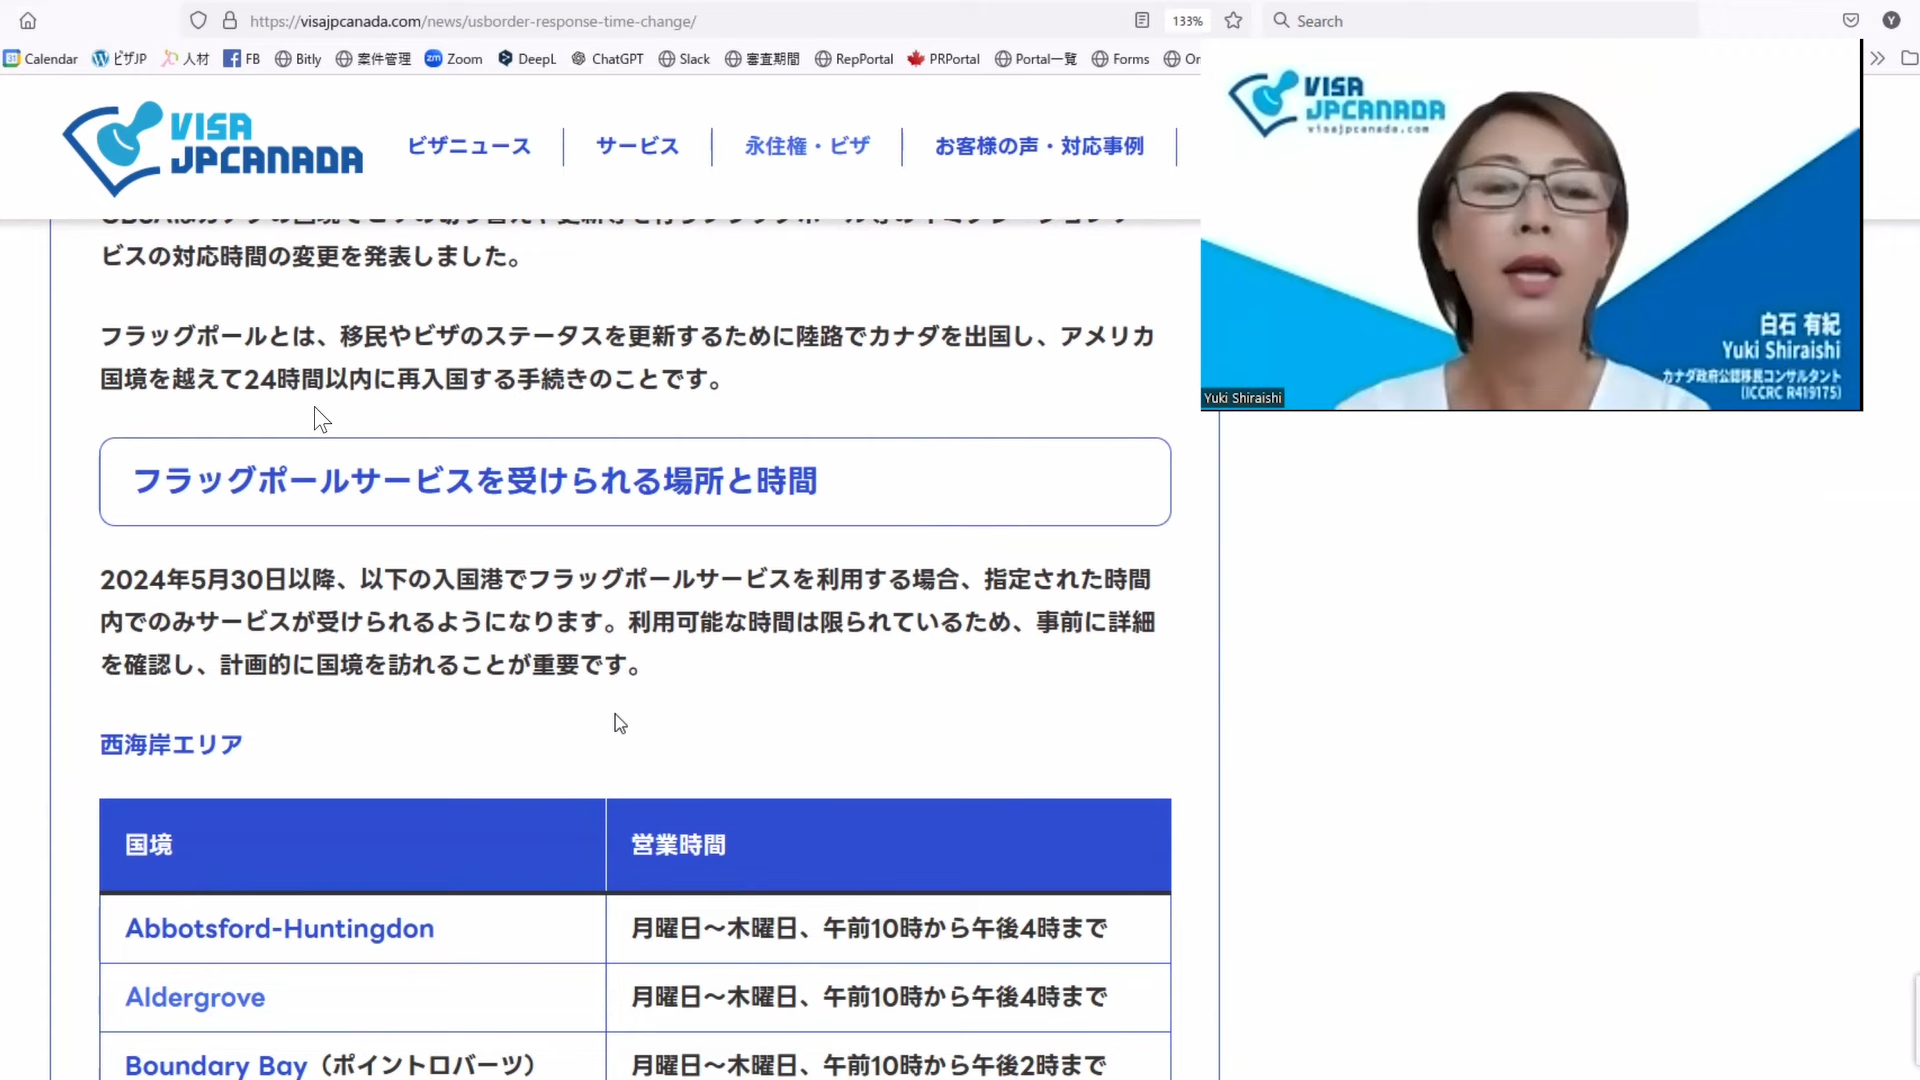 https://visajpcanada.com/news/usborder-response-time-change/
133%
Search
Y
31 Calendar
ビザJP
人材
FB
Bitly
案件管理
zm Zoom
DeepL
ChatGPT
Slack
審査期間
RepPortal
PRPortal
Portal一覧
Forms
Or
VISA
JPCANADA
ビザニュース
サービス
永住権・ビザ
お客様の声・対応事例
VISA
JPCANADA
visajpcanada.com
白石 有紀
Yuki Shiraishi
カナダ政府公認移民コンサルタント
(ICCRC R419175)
Yuki Shiraishi
ビスの対応時間の変更を発表しました。
フラッグポールとは、移民やビザのステータスを更新するために陸路でカナダを出国し、アメリカ
国境を越えて24時間以内に再入国する手続きのことです。
フラッグポールサービスを受けられる場所と時間
2024年5月30日以降、以下の入国港でフラッグポールサービスを利用する場合、指定された時間
内でのみサービスが受けられるようになります。利用可能な時間は限られているため、事前に詳細
を確認し、計画的に国境を訪れることが重要です。
西海岸エリア
国境
営業時間
Abbotsford-Huntingdon
月曜日〜木曜日、午前10時から午後4時まで
Aldergrove
月曜日〜木曜日、午前10時から午後4時まで
Boundary Bay（ポイントロバーツ）
月曜日〜木曜日、午前10時から午後2時まで